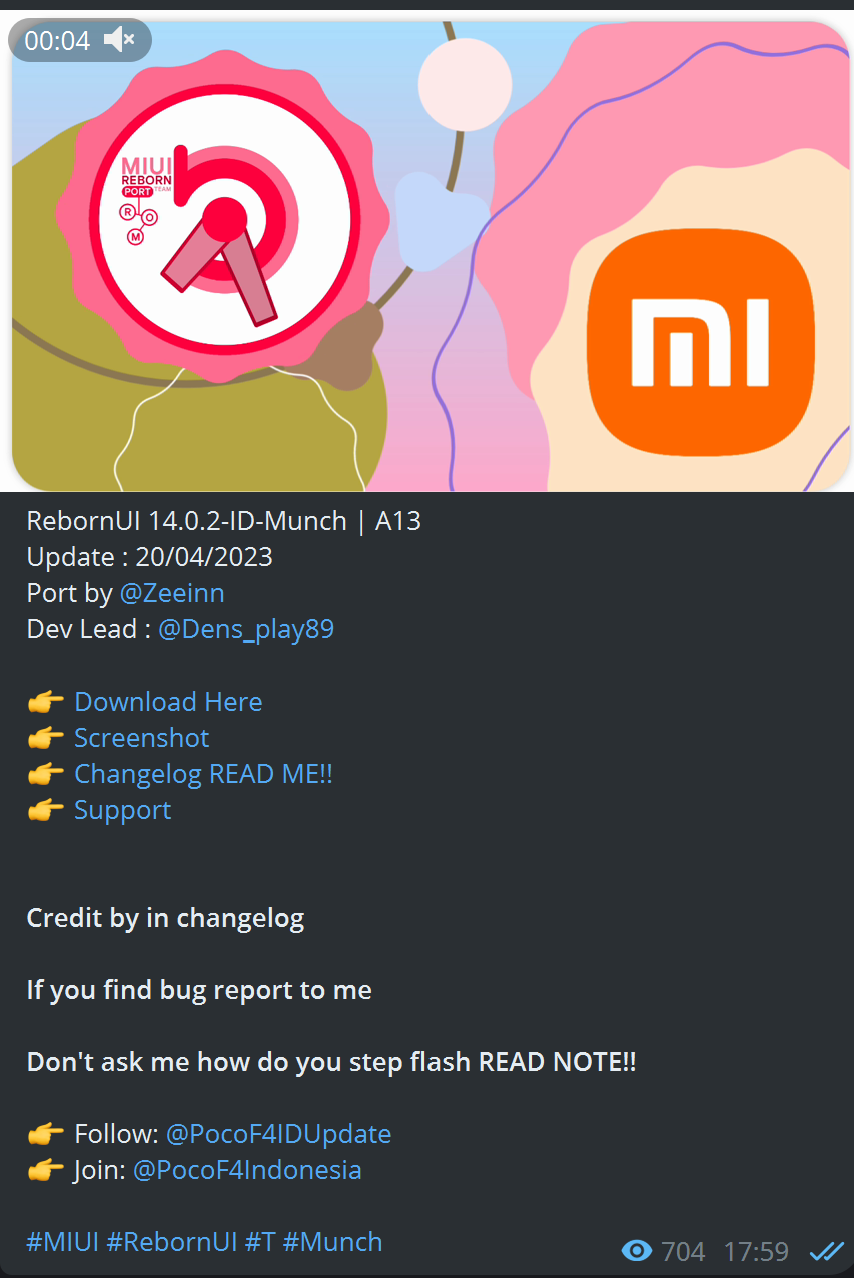 00:04
MIUI
REBORN
PORT TEAM
R
O
M
RebornUI 14.0.2-ID-Munch | A13
Update : 20/04/2023
Port by @Zeeinn
Dev Lead : @Dens_play89
👉 Download Here
👉 Screenshot
👉 Changelog READ ME!!
👉 Support
Credit by in changelog
If you find bug report to me
Don't ask me how do you step flash READ NOTE!!
👉 Follow: @PocoF4IDUpdate
👉 Join: @PocoF4Indonesia
#MIUI #RebornUI #T #Munch
704 17:59